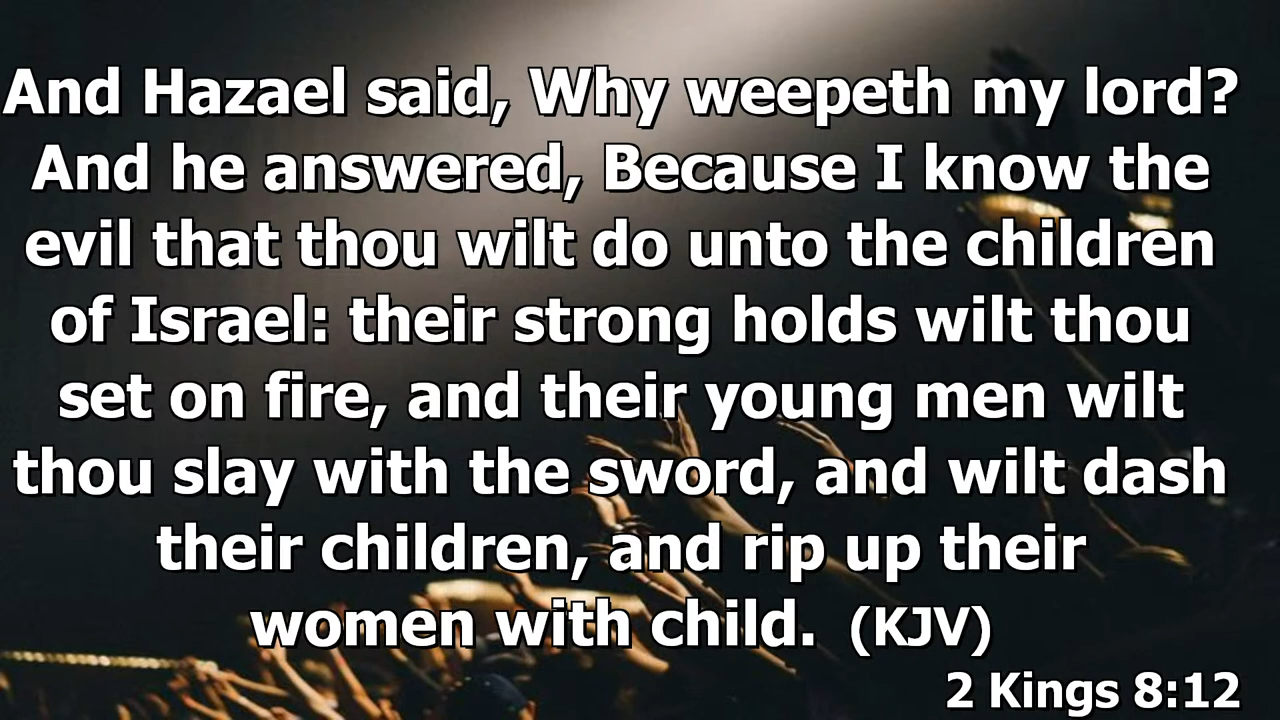 And Hazael said, Why weepeth my lord?
And he answered, Because I know the
evil that thou wilt do unto the children
of Israel: their strong holds wilt thou
set on fire, and their young men wilt
thou slay with the sword, and wilt dash
their children, and rip up their
women with child. (KJV)
2 Kings 8:12